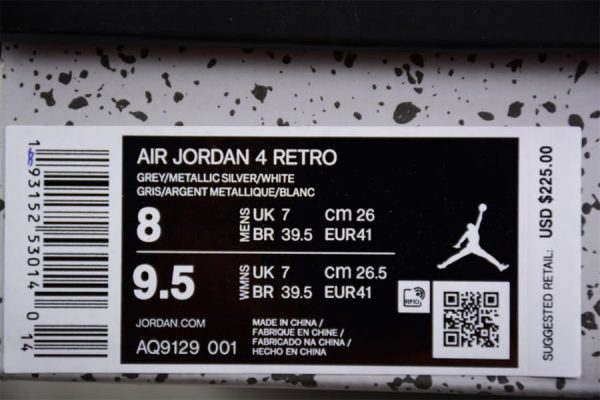 AIR JORDAN 4 RETRO
GREY/METALLIC SILVER/WHITE
GRIS/ARGENT METALLIQUE/BLANC
8 MENS UK 7 cm 26
BR 39.5 EUR41
9.5 WMNS UK 7 cm 26.5
BR 39.5 EUR41
JORDAN.COM
AQ9129 001
MADE IN CHINA /
FABRIQUE EN CHINE /
FABRICADO NA CHINA /
HECHO EN CHINA
RFID
SUGGESTED RETAIL: USD $225.00
93152 53014 0 14